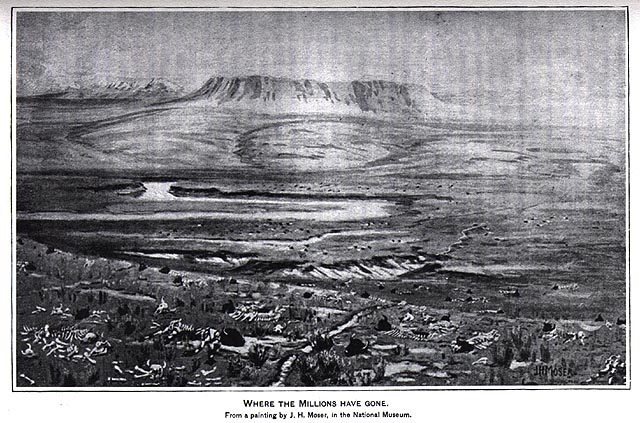 J.H.MOSER
WHERE THE MILLIONS HAVE GONE.
From a painting by J. H. Moser, in the National Museum.